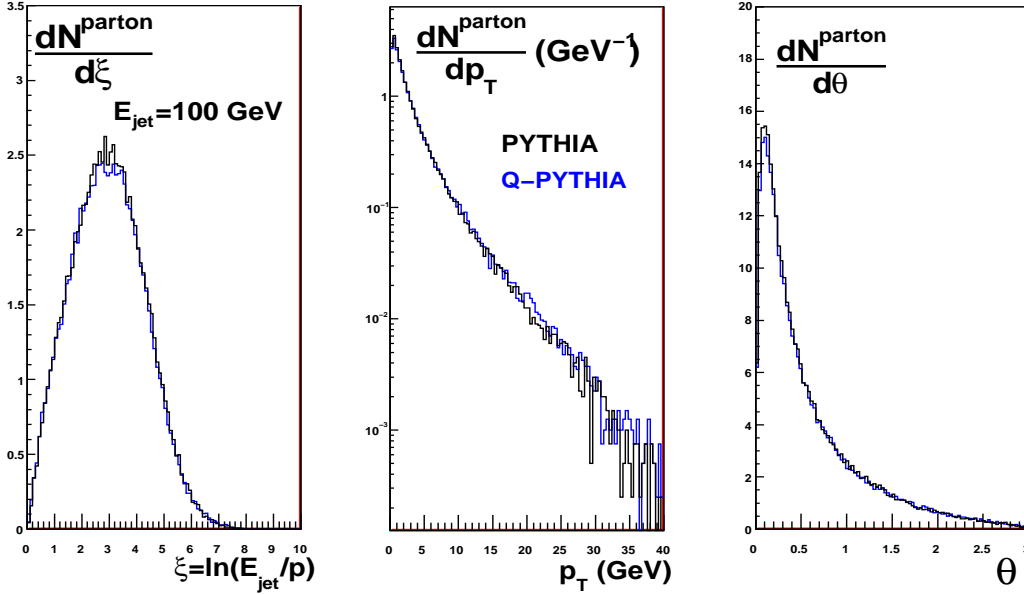 3.5
3
2.5
2
1.5
1
0.5
0
dN^parton
dξ
E_jet=100 GeV
0 1 2 3 4 5 6 7 8 9 10
ξ=ln(E_jet/p)
1
10^−1
10^−2
10^−3
dN^parton
dp_T
(GeV^−1)
PYTHIA
Q−PYTHIA
0 5 10 15 20 25 30 35 40
p_T (GeV)
20
18
16
14
12
10
8
6
4
2
0
dN^parton
dθ
0 0.5 1 1.5 2 2.5
θ